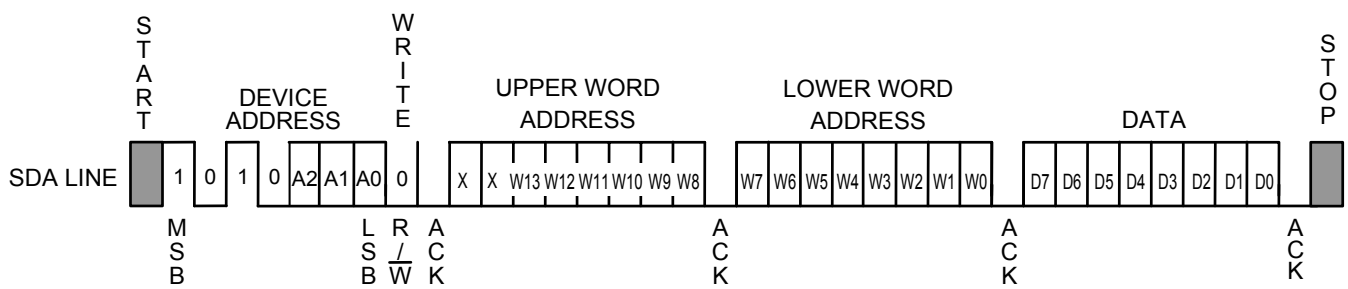 START
WRITE
STOP
DEVICE
ADDRESS
UPPER WORD
ADDRESS
LOWER WORD
ADDRESS
DATA
SDA LINE
1 0 1 0 A2 A1 A0 0
X X W13 W12 W11 W10 W9 W8
W7 W6 W5 W4 W3 W2 W1 W0
D7 D6 D5 D4 D3 D2 D1 D0
MSB
LSB
R/W
ACK
ACK
ACK
ACK